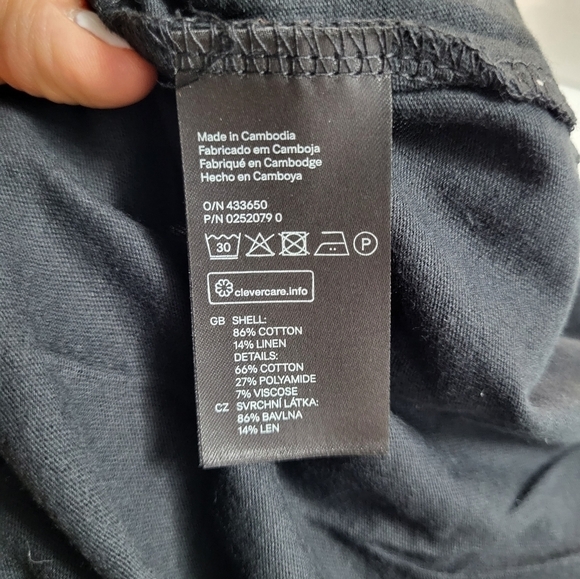 Made in Cambodia
Fabricado em Camboja
Fabriqué en Cambodge
Hecho en Camboya
O/N 433650
P/N 0252079 0
30 P
clevercare.info
GB SHELL:
86% COTTON
14% LINEN
DETAILS:
66% COTTON
27% POLYAMIDE
7% VISCOSE
CZ SVRCHNÍ LÁTKA:
86% BAVLNA
14% LEN